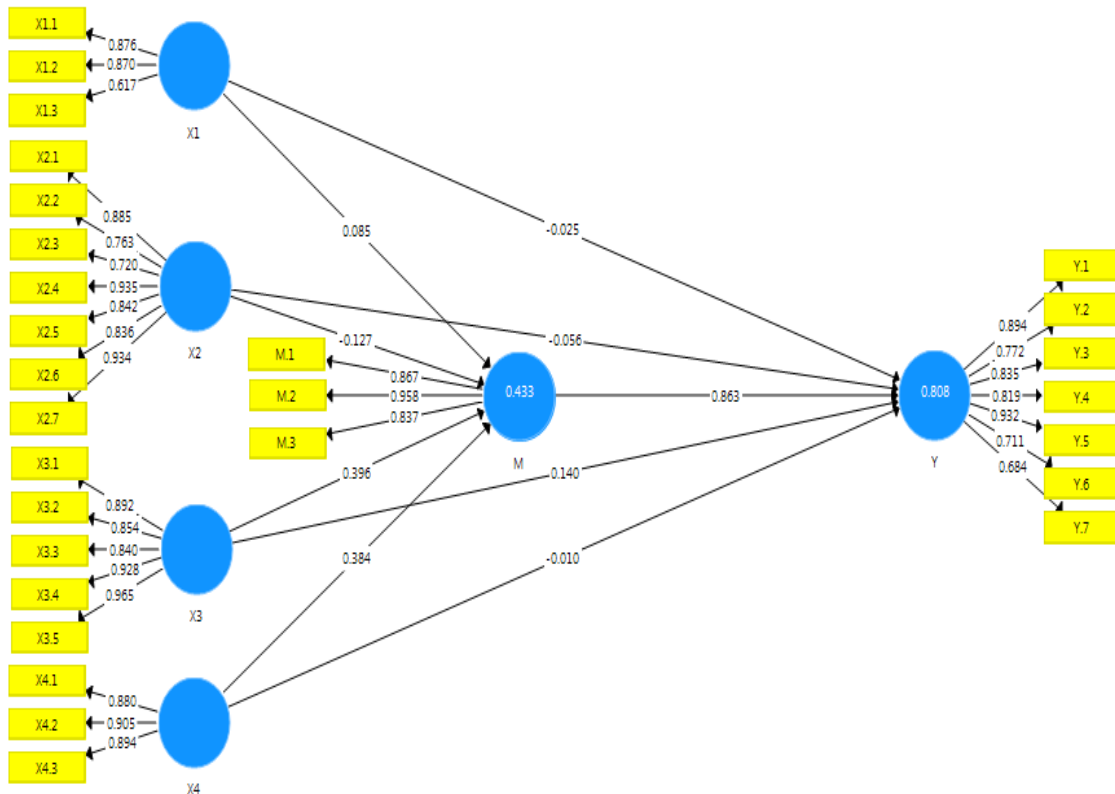 X1.1
0.876
X1.2
0.870
0.617
X1.3
X1
X2.1
X2.2
0.885
X2.3
0.763
0.720
X2.4
0.935
0.842
X2.5
0.836
X2.6
0.934
X2.7
X2
X3.1
X3.2
0.892
0.854
X3.3
0.840
0.928
X3.4
0.965
X3.5
X3
X4.1
0.880
X4.2
0.905
0.894
X4.3
X4
0.085
-0.025
-0.127
-0.056
M.1
0.867
M.2
0.958
0.837
M.3
0.433
M
0.863
0.396
0.140
0.384
-0.010
0.808
Y
Y.1
0.894
Y.2
0.772
Y.3
0.835
0.819
Y.4
0.932
Y.5
0.711
Y.6
0.684
Y.7